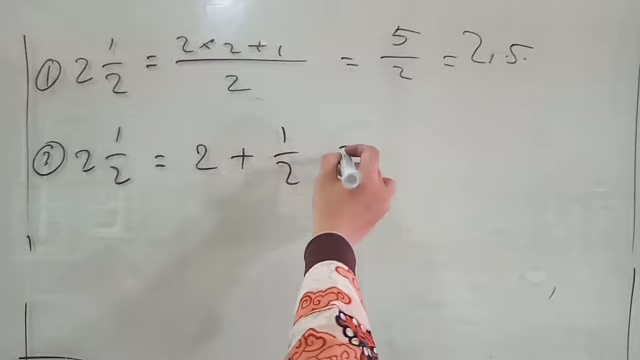 ① 2 1/2 = (2 × 2 + 1)/2 = 5/2 = 2,5.
② 2 1/2 = 2 + 1/2